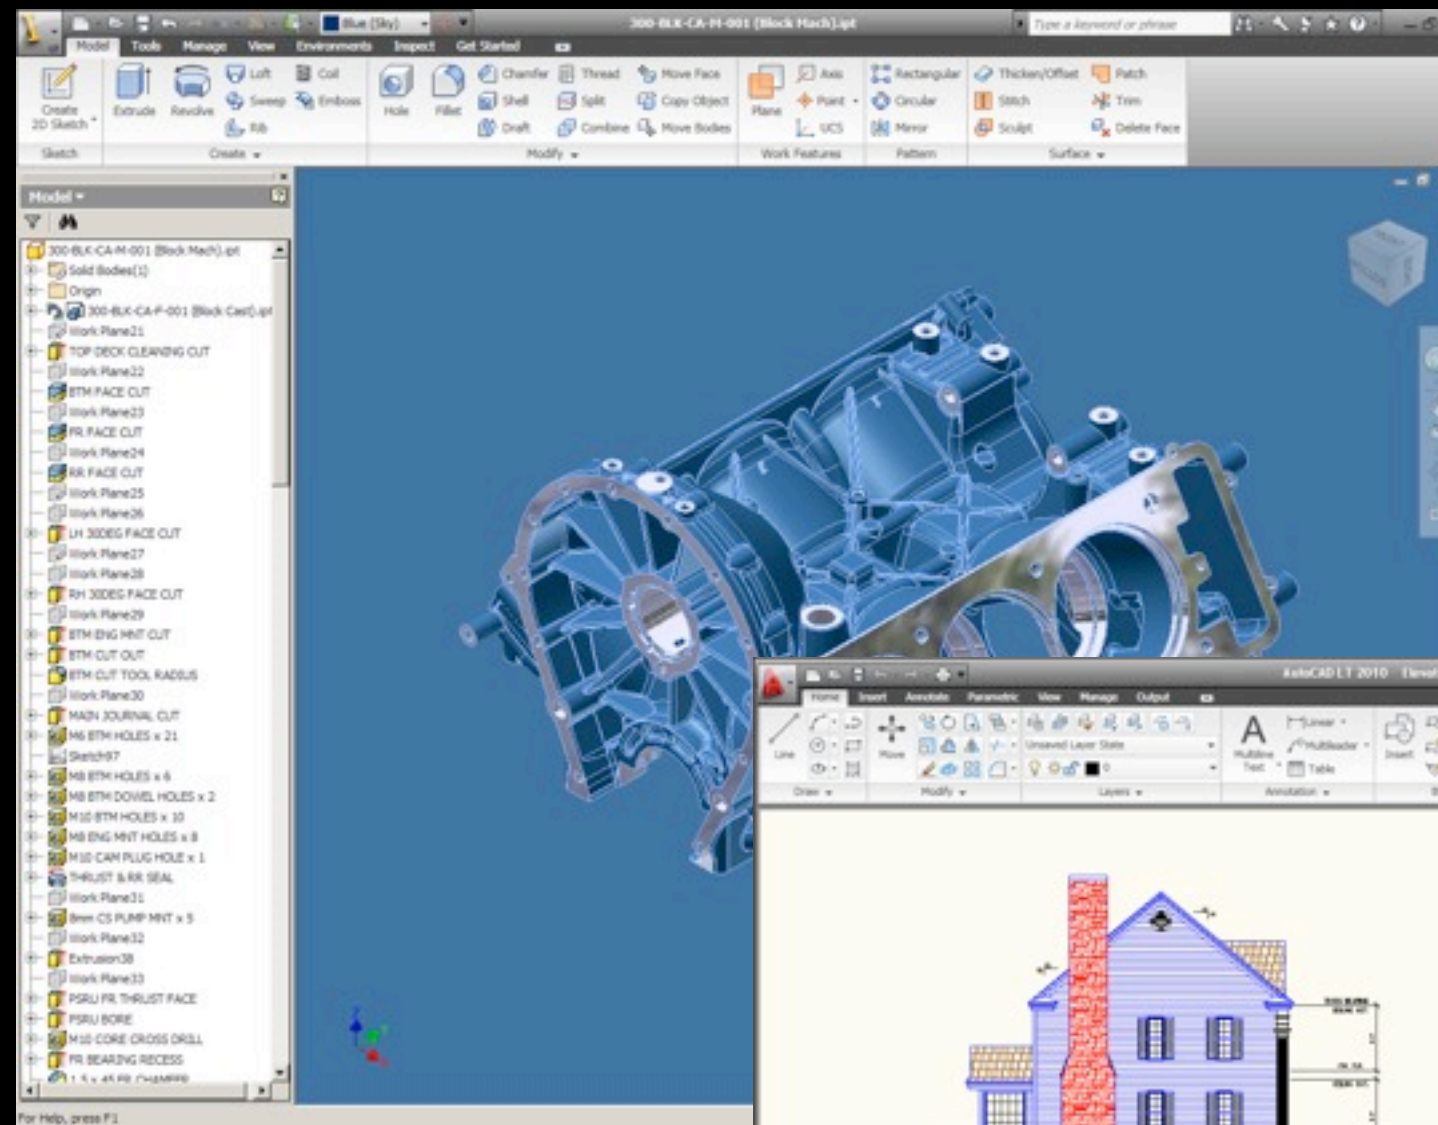 Blue (Sky)
300-BLK-CA-M-001 (Block Mach).ipt
Type a keyword or phrase
Model Tools Manage View Environments Inspect Get Started
Create 2D Sketch
Extrude
Revolve
Loft
Sweep
Rib
Coil
Emboss
Hole
Fillet
Chamfer
Shell
Draft
Thread
Split
Combine
Move Face
Copy Object
Move Bodies
Plane
Axis
Point
UCS
Rectangular
Circular
Mirror
Thicken/Offset
Stitch
Sculpt
Patch
Trim
Delete Face
Sketch
Create
Modify
Work Features
Pattern
Surface
Model
300-BLK-CA-M-001 (Block Mach).ipt
Solid Bodies(1)
Origin
300-BLK-CA-P-001 (Block Cast).ipt
Work Plane21
TOP DECK CLEANING CUT
Work Plane22
BTM FACE CUT
Work Plane23
FR FACE CUT
Work Plane24
RR FACE CUT
Work Plane25
Work Plane26
LH 30DEG FACE CUT
Work Plane27
Work Plane28
RH 30DEG FACE CUT
Work Plane29
BTM ENG MNT CUT
BTM CUT OUT
BTM CUT TOOL RADIUS
Work Plane30
MAIN JOURNAL CUT
M6 BTM HOLES x 21
Sketch97
M8 BTM HOLES x 6
M8 BTM DOWEL HOLES x 2
M10 BTM HOLES x 10
M8 ENG MNT HOLES x 8
M10 CAM PLUG HOLE x 1
THRUST & RR SEAL
Work Plane31
8mm CS PUMP MNT x 5
Work Plane32
Extrusion38
Work Plane33
PSRU FR THRUST FACE
PSRU BORE
M10 CORE CROSS DRILL
FR BEARING RECESS
1.5 x 45 FR CHAMFER
For Help, press F1
AutoCAD LT 2010
Home Insert Annotate Parametric View Manage Output
Line
Move
Unsaved Layer State
0
A
Multiline Text
Linear
Multileader
Table
Insert
Draw
Modify
Layers
Annotation